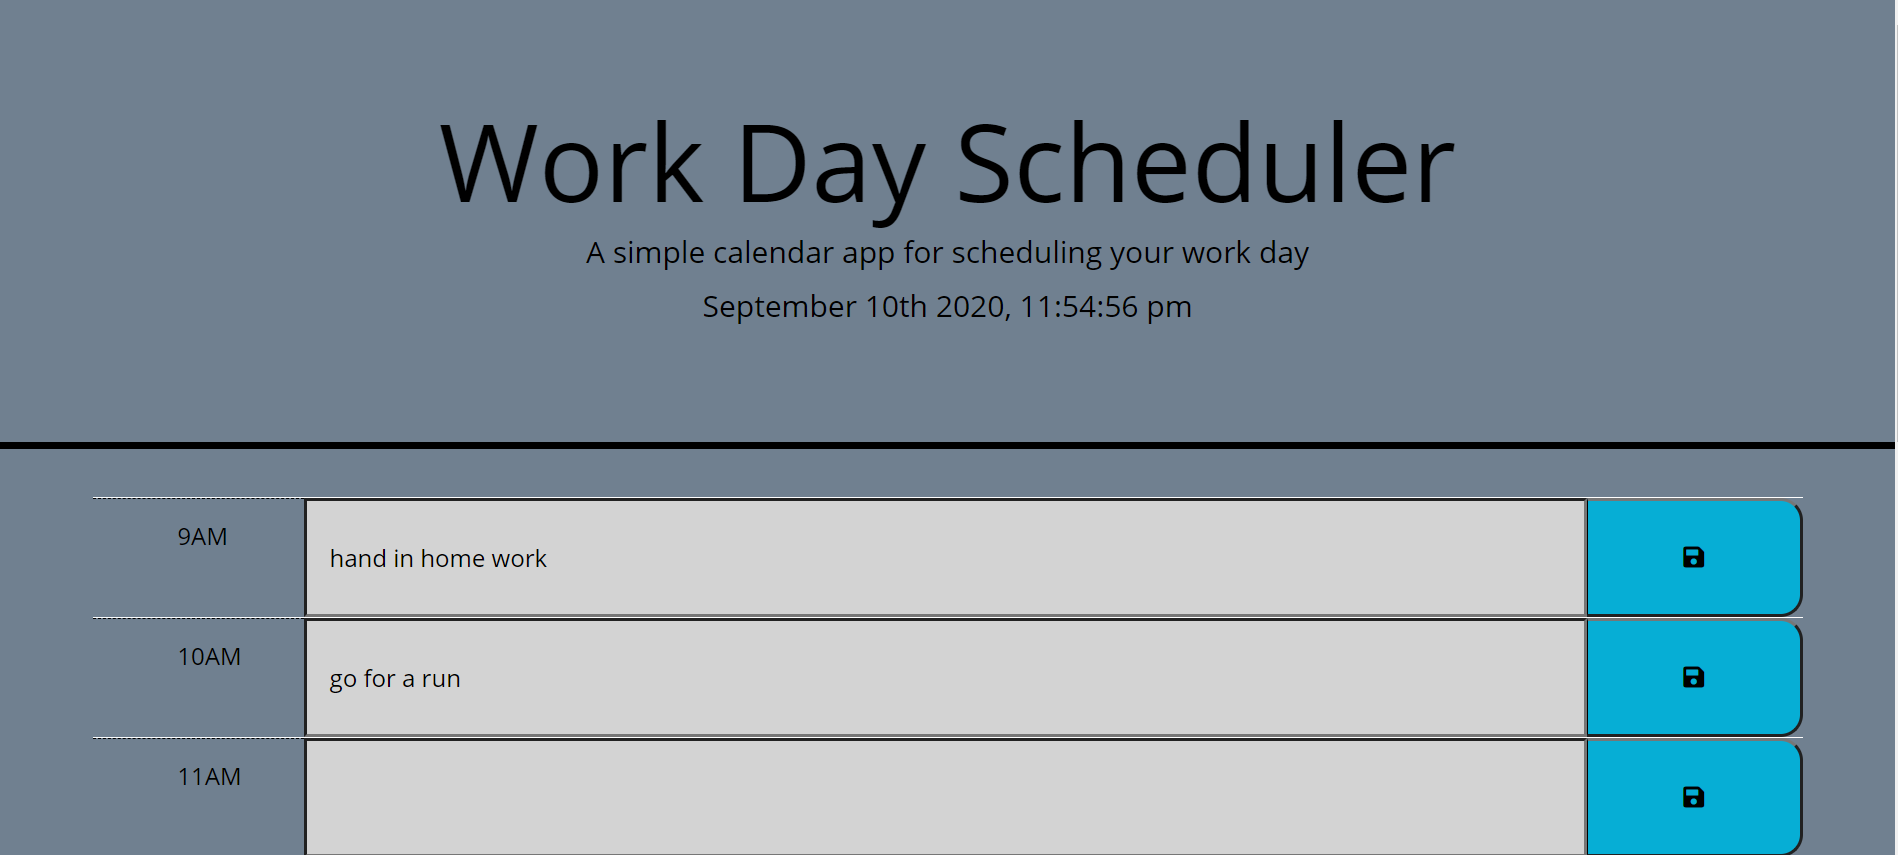 Work Day Scheduler
A simple calendar app for scheduling your work day
September 10th 2020, 11:54:56 pm
9AM
hand in home work
10AM
go for a run
11AM